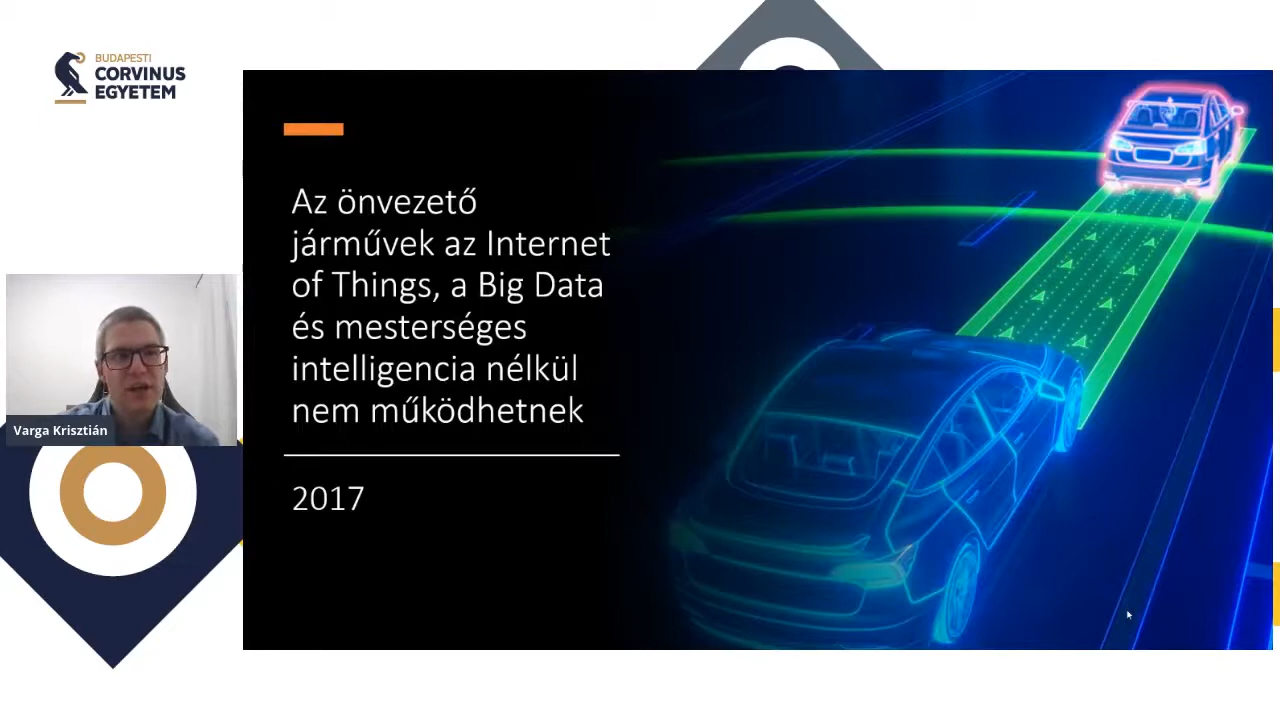 BUDAPESTI
CORVINUS
EGYETEM
Az önvezető
járművek az Internet
of Things, a Big Data
és mesterséges
intelligencia nélkül
nem működhetnek
2017
Varga Krisztián